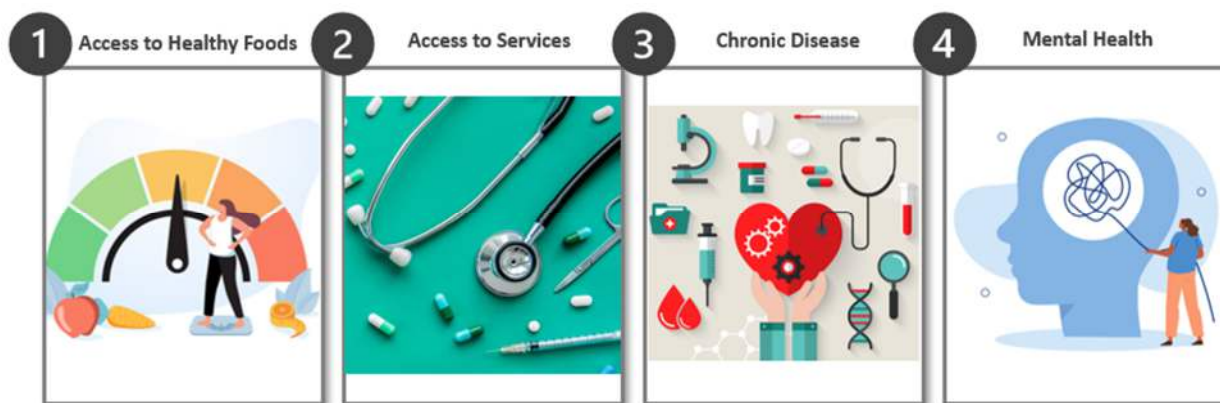 1 Access to Healthy Foods
2 Access to Services
3 Chronic Disease
4 Mental Health